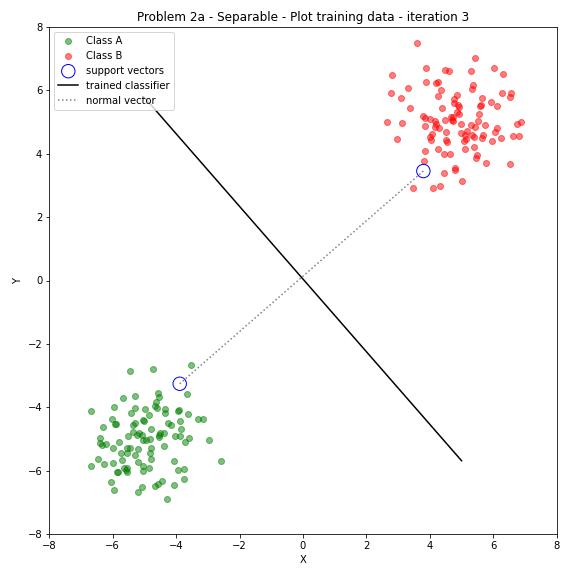 Problem 2a - Separable - Plot training data - iteration 3
Class A
Class B
support vectors
trained classifier
normal vector
8
6
4
2
0
−2
−4
−6
−8
Y
−8 −6 −4 −2 0 2 4 6 8
X